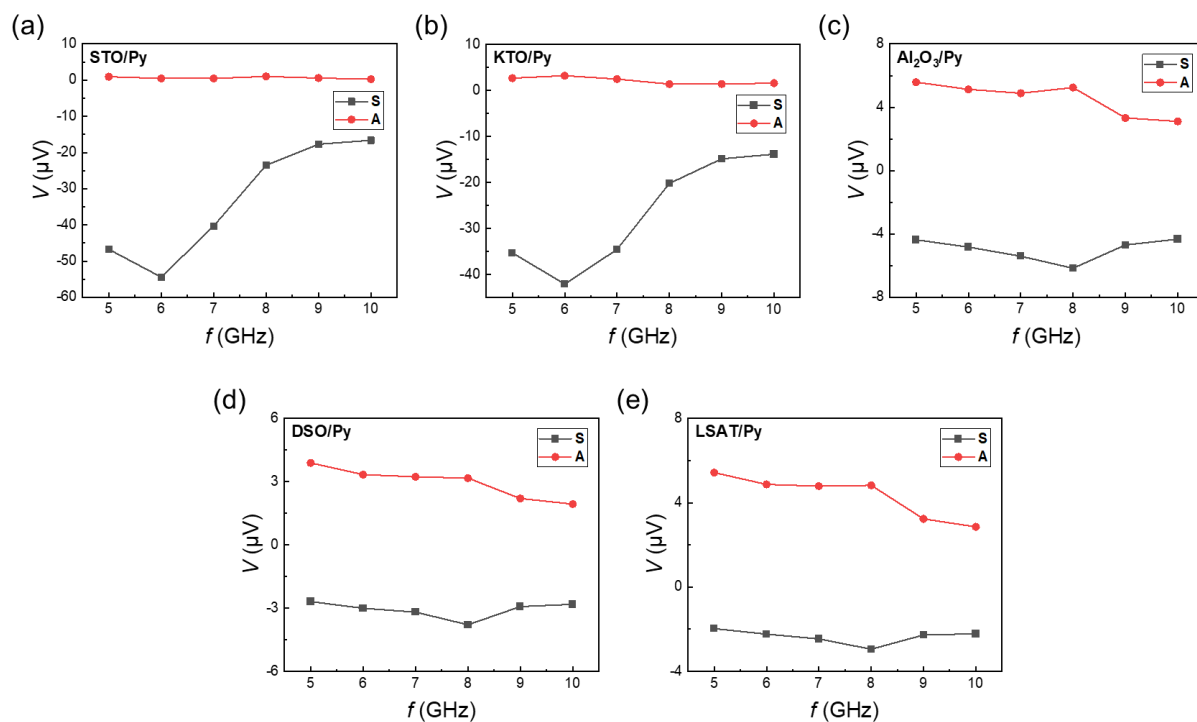 (a)
STO/Py
S
A
10
0
-10
-20
-30
-40
-50
-60
V (µV)
5 6 7 8 9 10
f (GHz)
(b)
KTO/Py
S
A
10
0
-10
-20
-30
-40
V (µV)
5 6 7 8 9 10
f (GHz)
(c)
Al₂O₃/Py
S
A
8
4
0
-4
-8
V (µV)
5 6 7 8 9 10
f (GHz)
(d)
DSO/Py
S
A
6
3
0
-3
-6
V (µV)
5 6 7 8 9 10
f (GHz)
(e)
LSAT/Py
S
A
8
4
0
-4
V (µV)
5 6 7 8 9 10
f (GHz)